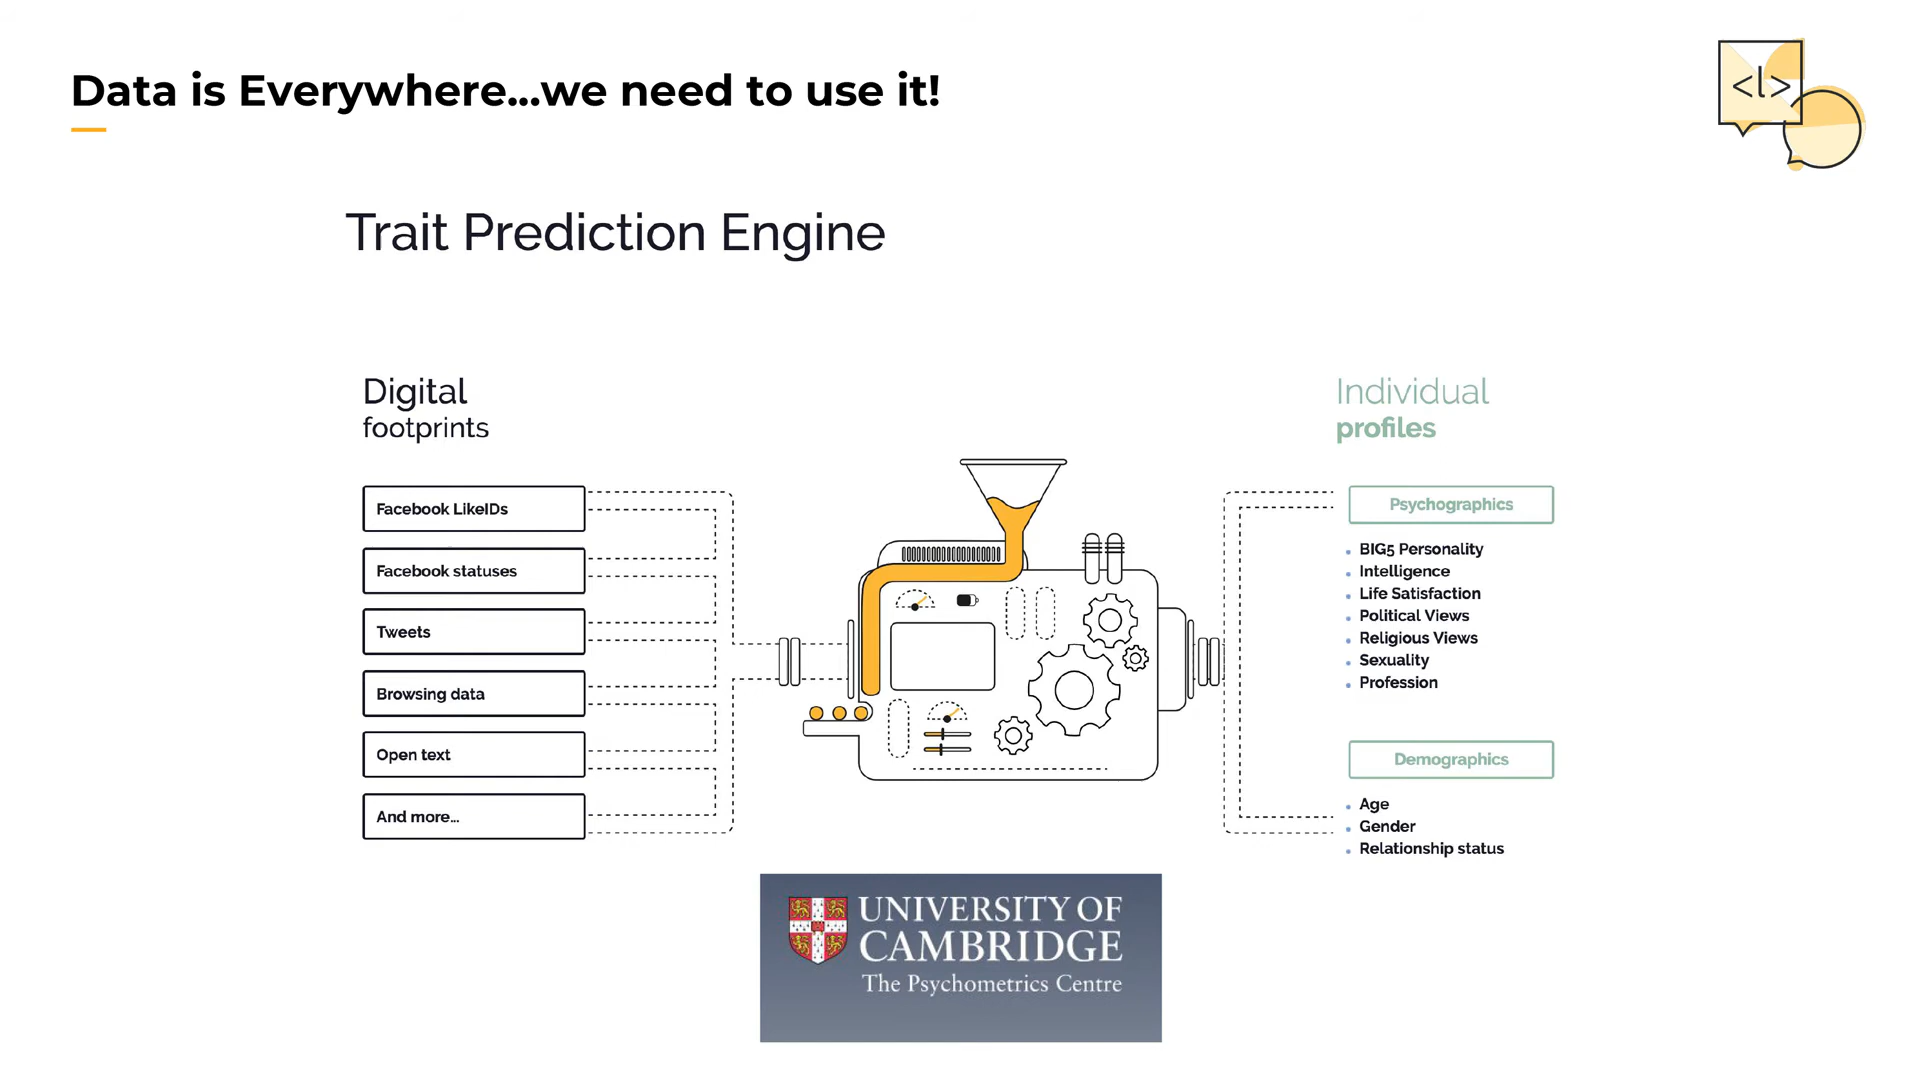 Data is Everywhere...we need to use it!
<l>
Trait Prediction Engine
Digital
footprints
Facebook LikeIDs
Facebook statuses
Tweets
Browsing data
Open text
And more...
Individual
profiles
Psychographics
BIG5 Personality
Intelligence
Life Satisfaction
Political Views
Religious Views
Sexuality
Profession
Demographics
Age
Gender
Relationship status
UNIVERSITY OF
CAMBRIDGE
The Psychometrics Centre